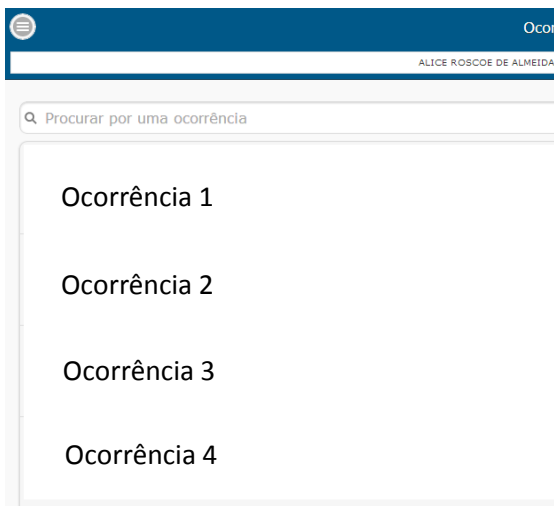 Ocor
ALICE ROSCOE DE ALMEIDA
Procurar por uma ocorrência
Ocorrência 1
Ocorrência 2
Ocorrência 3
Ocorrência 4